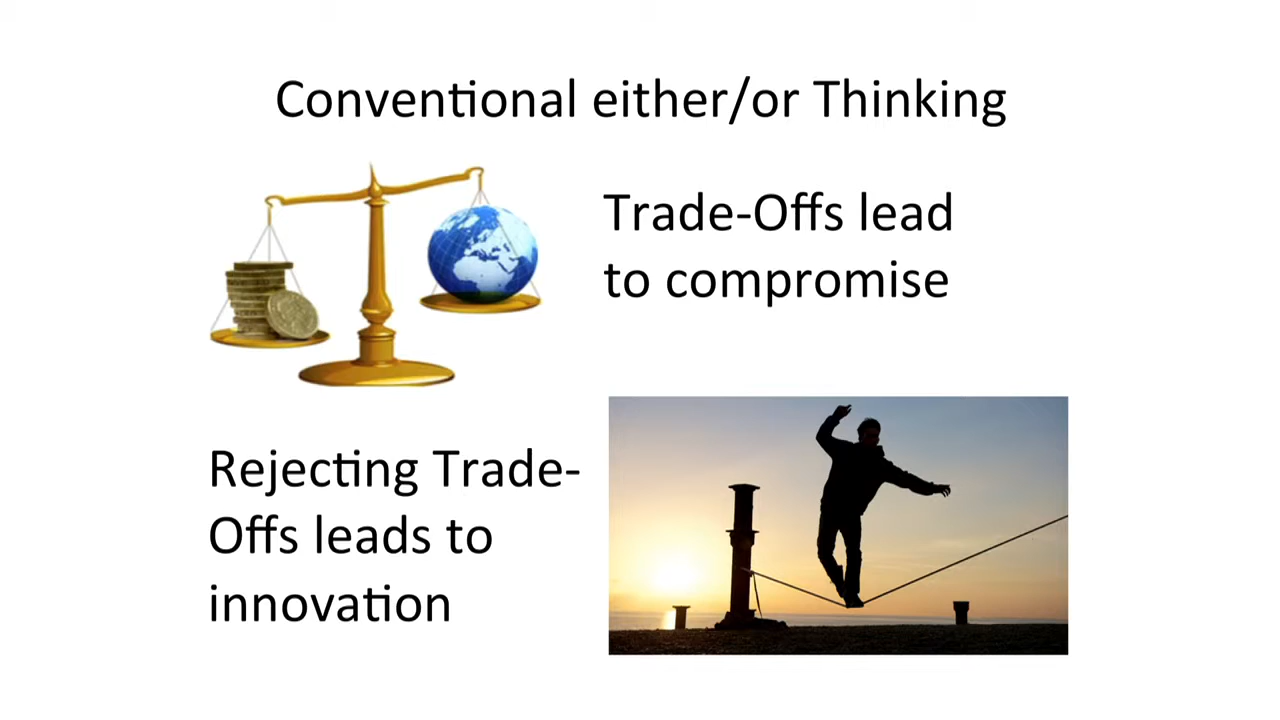 Conventional either/or Thinking
Trade-Offs lead
to compromise
Rejecting Trade-
Offs leads to
innovation